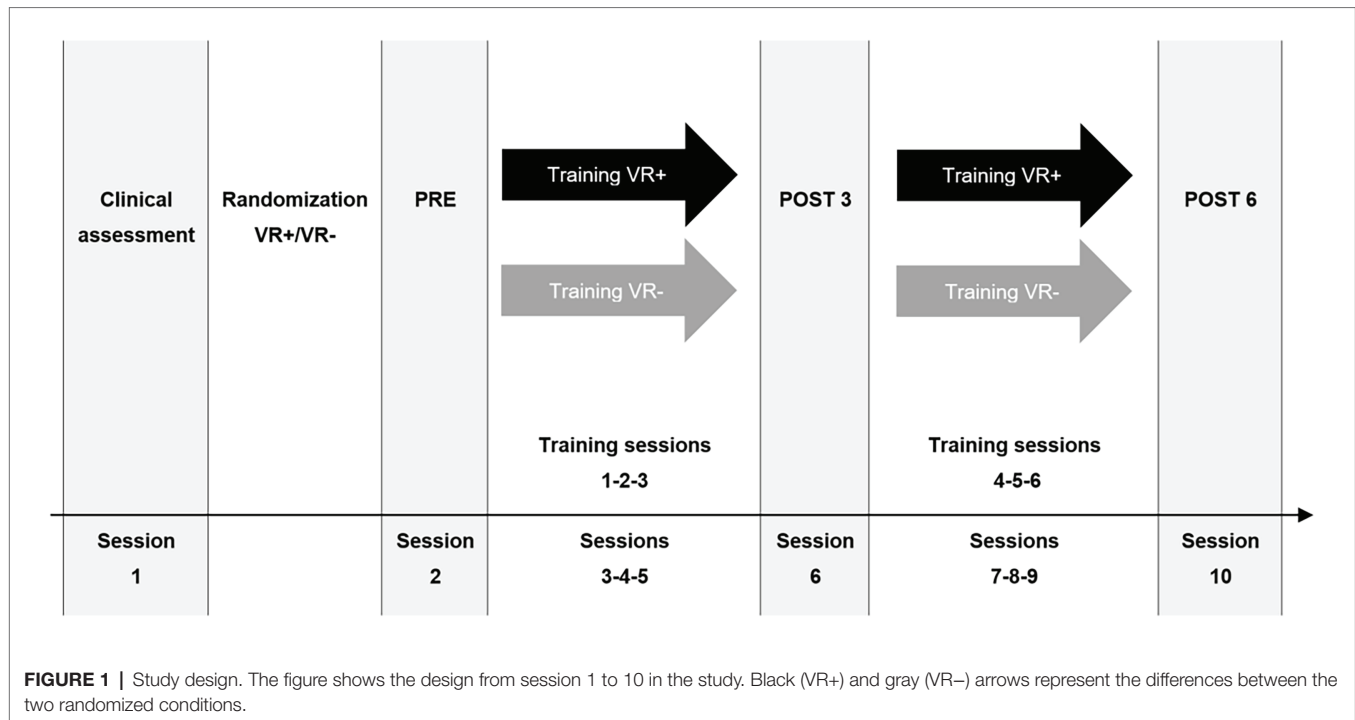 Clinical
assessment
Randomization
VR+/VR-
PRE
Training VR+
Training VR-
Training sessions
1-2-3
POST 3
Training VR+
Training VR-
Training sessions
4-5-6
POST 6
Session
1
Session
2
Sessions
3-4-5
Session
6
Sessions
7-8-9
Session
10
FIGURE 1 | Study design. The figure shows the design from session 1 to 10 in the study. Black (VR+) and gray (VR−) arrows represent the differences between the
two randomized conditions.